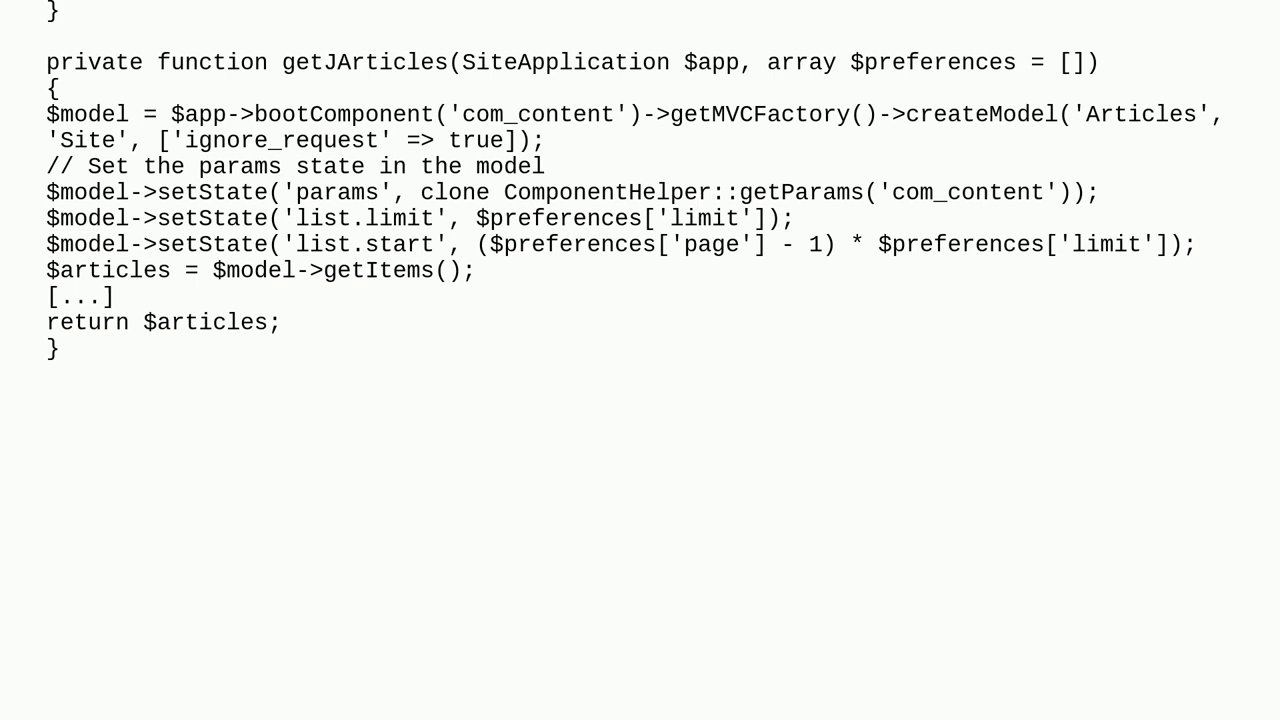 }
private function getJArticles(SiteApplication $app, array $preferences = [])
{
$model = $app->bootComponent('com_content')->getMVCFactory()->createModel('Articles',
'Site', ['ignore_request' => true]);
// Set the params state in the model
$model->setState('params', clone ComponentHelper::getParams('com_content'));
$model->setState('list.limit', $preferences['limit']);
$model->setState('list.start', ($preferences['page'] - 1) * $preferences['limit']);
$articles = $model->getItems();
[...]
return $articles;
}